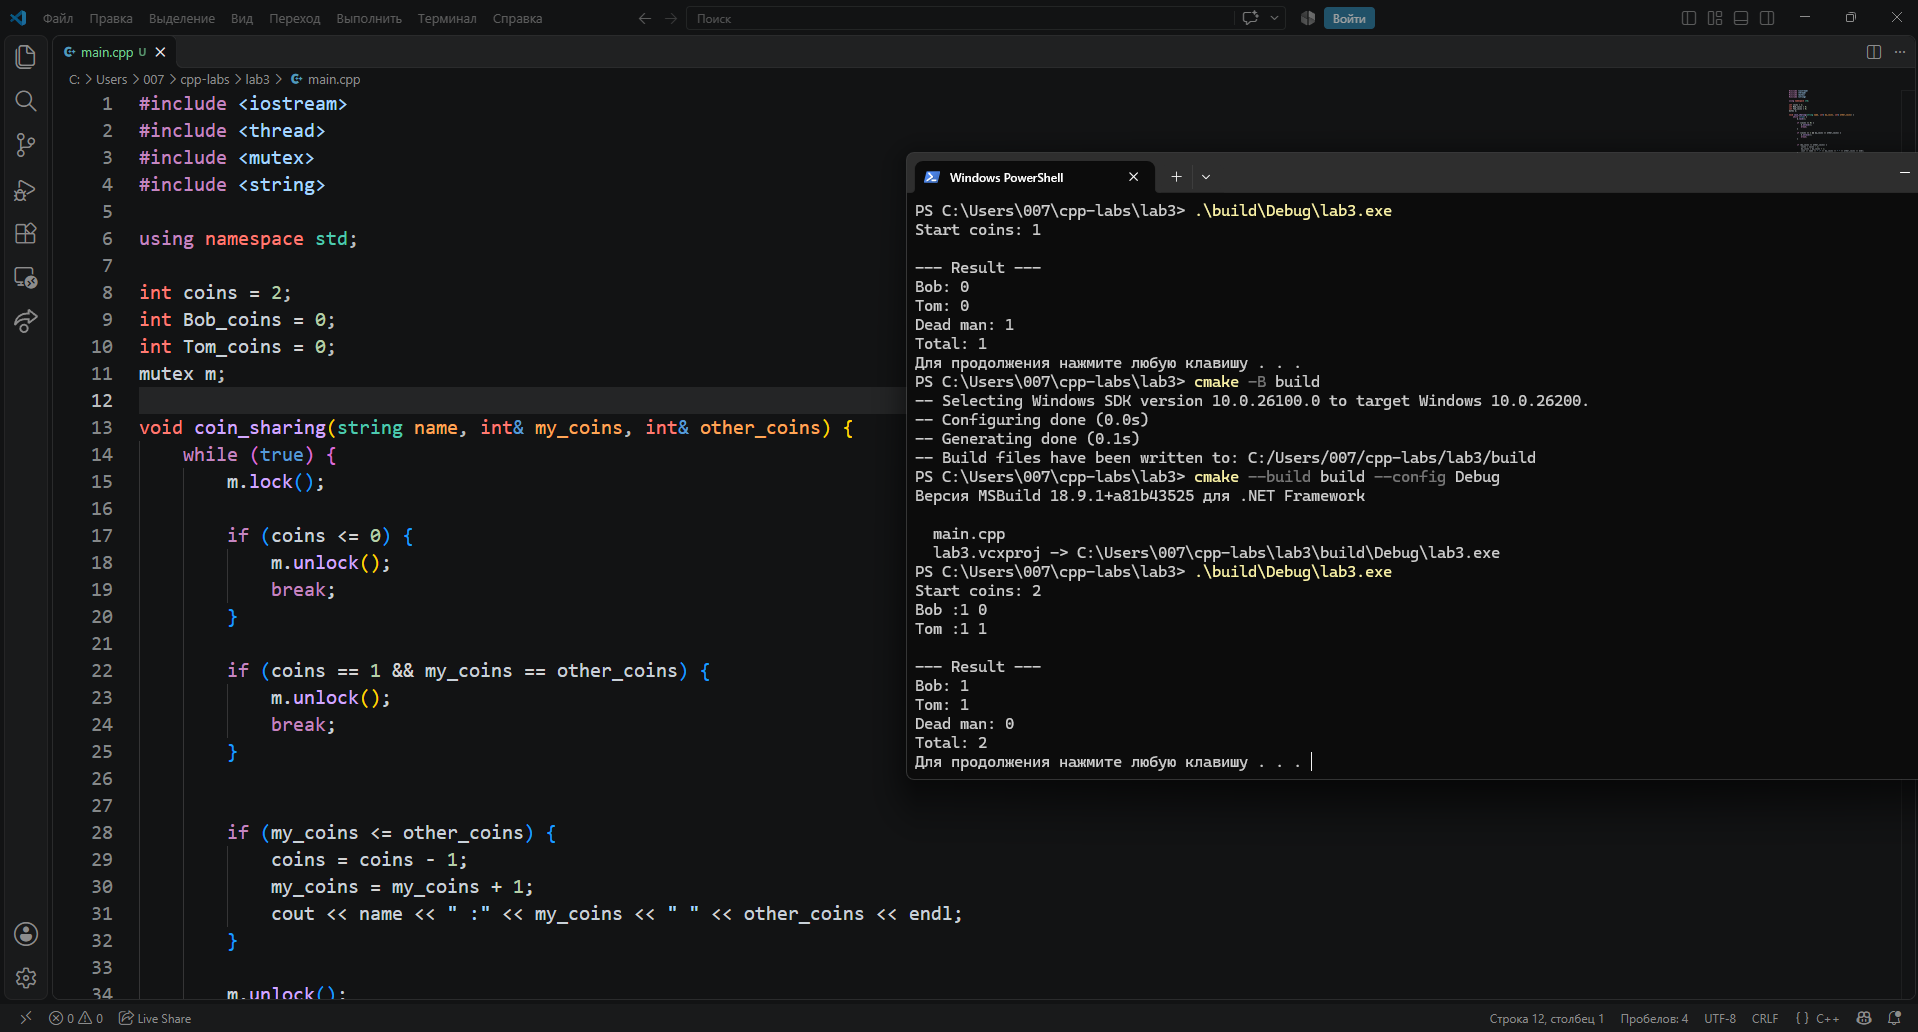 Файл Правка Выделение Вид Переход Выполнить Терминал Справка Поиск Войти
main.cpp U
C: > Users > 007 > cpp-labs > lab3 > main.cpp
1 #include <iostream>
2 #include <thread>
3 #include <mutex>
4 #include <string>
5
6 using namespace std;
7
8 int coins = 2;
9 int Bob_coins = 0;
10 int Tom_coins = 0;
11 mutex m;
12
13 void coin_sharing(string name, int& my_coins, int& other_coins) {
14 while (true) {
15 m.lock();
16
17 if (coins <= 0) {
18 m.unlock();
19 break;
20 }
21
22 if (coins == 1 && my_coins == other_coins) {
23 m.unlock();
24 break;
25 }
26
27
28 if (my_coins <= other_coins) {
29 coins = coins - 1;
30 my_coins = my_coins + 1;
31 cout << name << " :" << my_coins << " " << other_coins << endl;
32 }
33
34 m.unlock();
Windows PowerShell
PS C:\Users\007\cpp-labs\lab3> .\build\Debug\lab3.exe
Start coins: 1
--- Result ---
Bob: 0
Tom: 0
Dead man: 1
Total: 1
Для продолжения нажмите любую клавишу . . .
PS C:\Users\007\cpp-labs\lab3> cmake -B build
-- Selecting Windows SDK version 10.0.26100.0 to target Windows 10.0.26200.
-- Configuring done (0.0s)
-- Generating done (0.1s)
-- Build files have been written to: C:/Users/007/cpp-labs/lab3/build
PS C:\Users\007\cpp-labs\lab3> cmake --build build --config Debug
Версия MSBuild 18.9.1+a81b43525 для .NET Framework
main.cpp
lab3.vcxproj -> C:\Users\007\cpp-labs\lab3\build\Debug\lab3.exe
PS C:\Users\007\cpp-labs\lab3> .\build\Debug\lab3.exe
Start coins: 2
Bob :1 0
Tom :1 1
--- Result ---
Bob: 1
Tom: 1
Dead man: 0
Total: 2
Для продолжения нажмите любую клавишу . . .
0 0 Live Share Строка 12, столбец 1 Пробелов: 4 UTF-8 CRLF {} C++